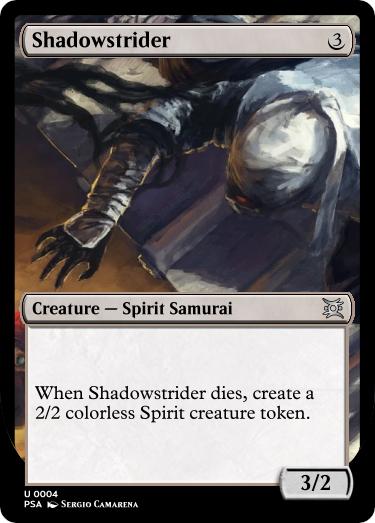 Shadowstrider 3
Creature — Spirit Samurai
When Shadowstrider dies, create a
2/2 colorless Spirit creature token.
3/2
U 0004
PSA Sergio Camarena